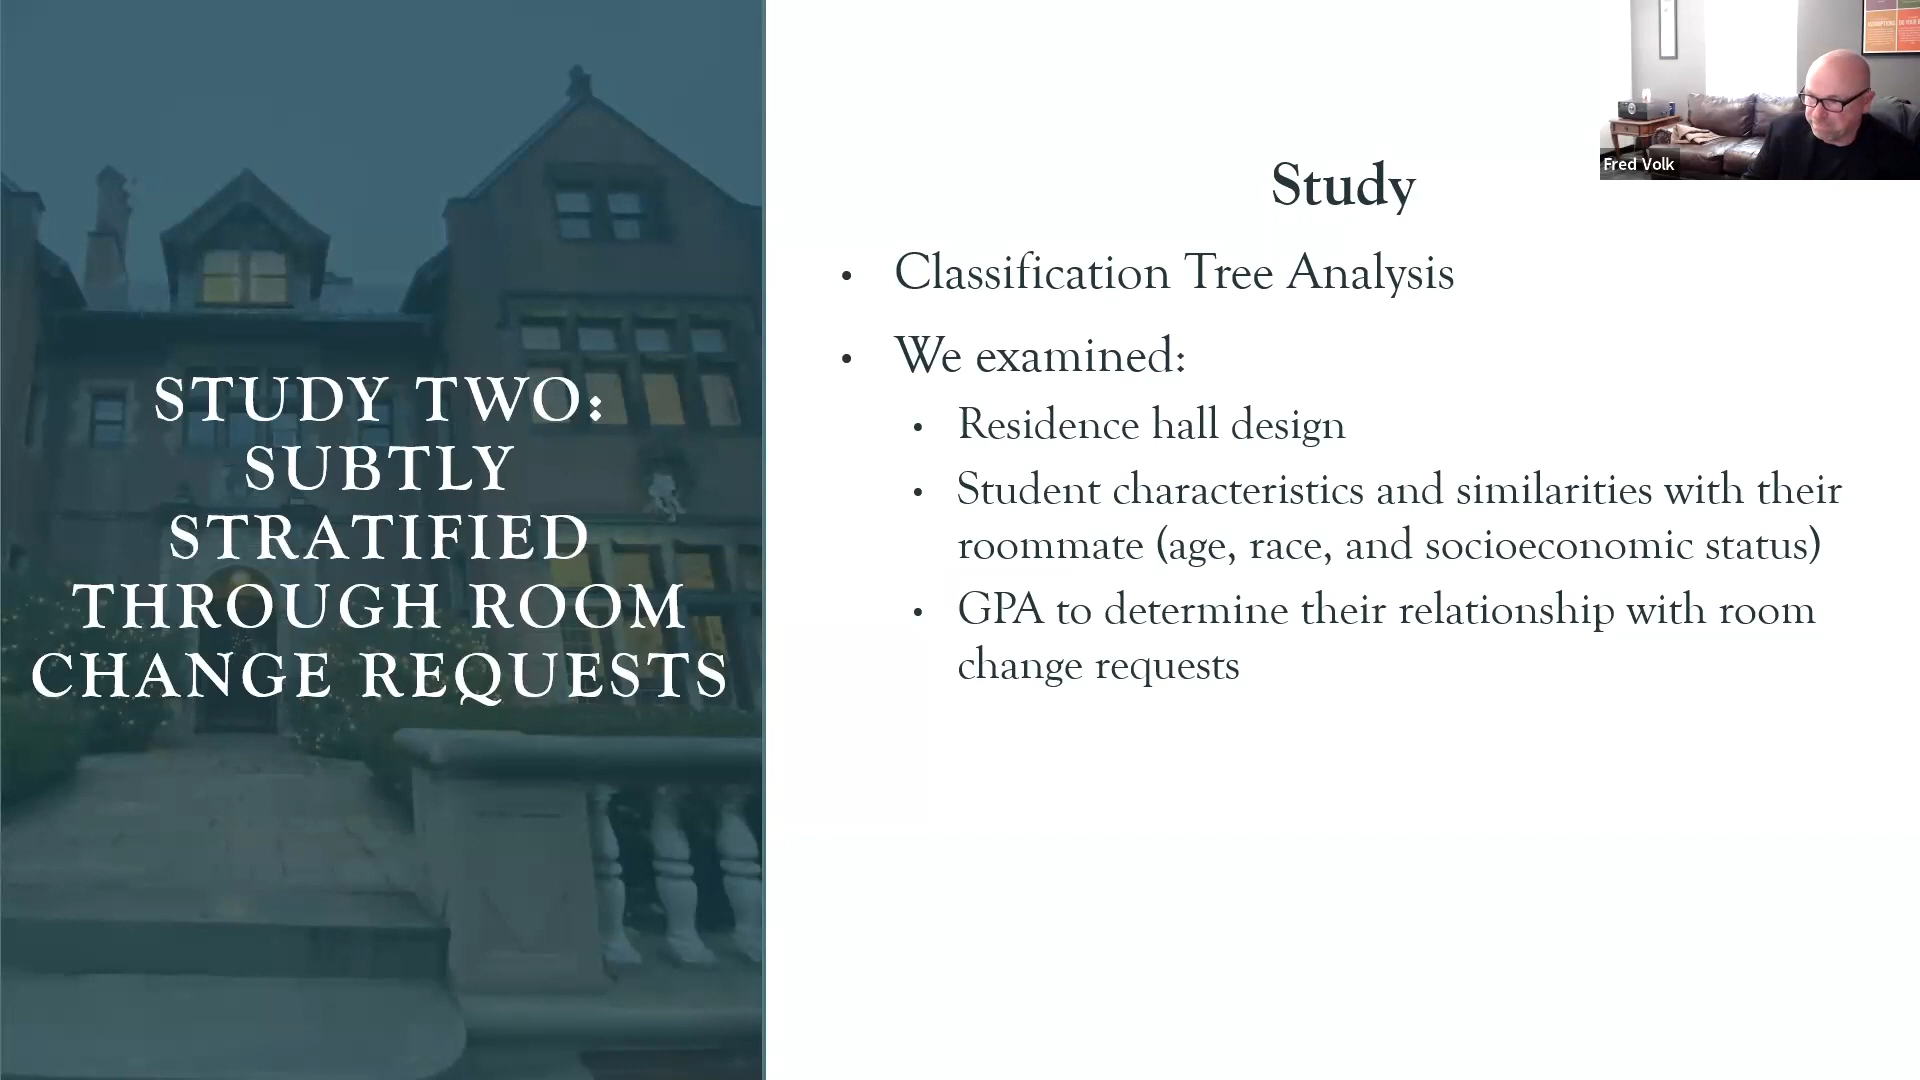 STUDY TWO:
SUBTLY
STRATIFIED
THROUGH ROOM
CHANGE REQUESTS
Study
• Classification Tree Analysis
• We examined:
• Residence hall design
• Student characteristics and similarities with their
roommate (age, race, and socioeconomic status)
• GPA to determine their relationship with room
change requests
Fred Volk